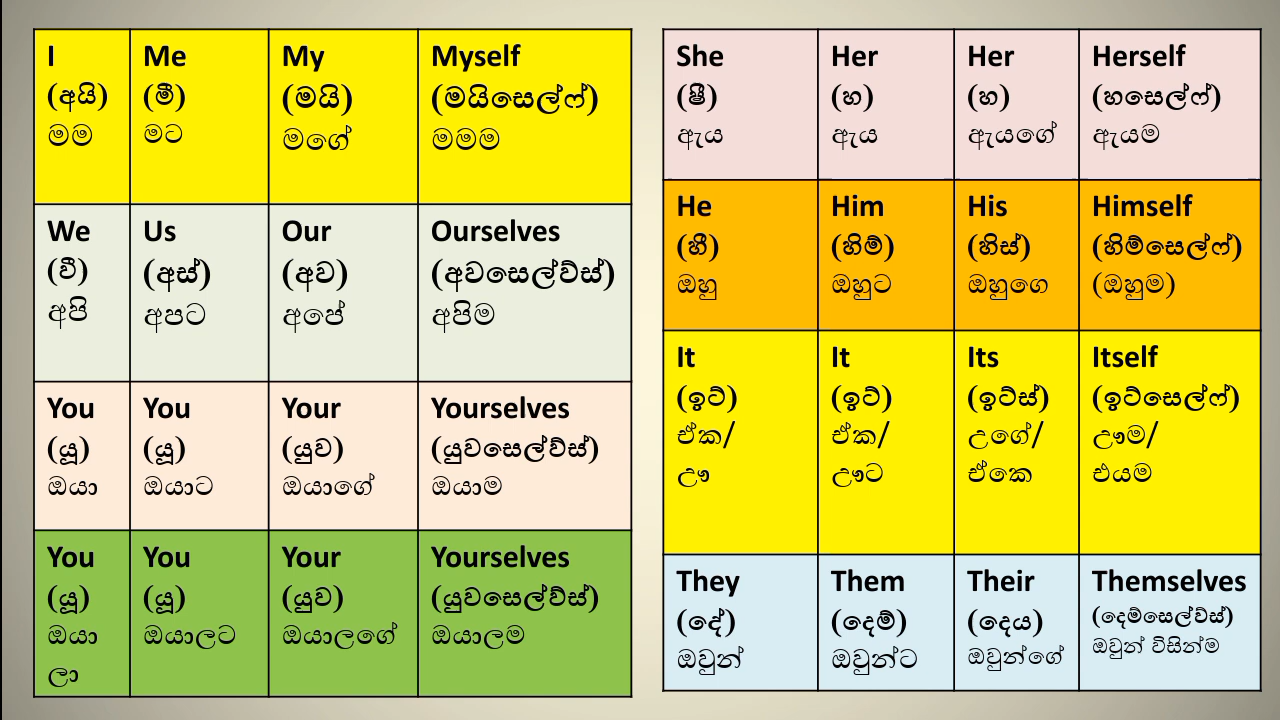 I
(අයි)
මම
Me
(මී)
මට
My
(මයි)
මගේ
Myself
(මයිසෙල්ෆ්)
මමම
We
(වී)
අපි
Us
(අස්)
අපට
Our
(අව)
අපේ
Ourselves
(අවසෙල්ව්ස්)
අපිම
You
(යූ)
ඔයා
You
(යූ)
ඔයාට
Your
(යුව)
ඔයාගේ
Yourselves
(යුවසෙල්ව්ස්)
ඔයාම
You
(යූ)
ඔයා
ලා
You
(යූ)
ඔයාලට
Your
(යුව)
ඔයාලගේ
Yourselves
(යුවසෙල්ව්ස්)
ඔයාලම
She
(ෂී)
ඇය
Her
(හ)
ඇය
Her
(හ)
ඇයගේ
Herself
(හසෙල්ෆ්)
ඇයම
He
(හී)
ඔහු
Him
(හිම්)
ඔහුට
His
(හිස්)
ඔහුගෙ
Himself
(හිම්සෙල්ෆ්)
(ඔහුම)
It
(ඉට්)
ඒක/
ඌ
It
(ඉට්)
ඒක/
ඌට
Its
(ඉට්ස්)
උගේ/
ඒකෙ
Itself
(ඉට්සෙල්ෆ්)
ඌම/
එයම
They
(දේ)
ඔවුන්
Them
(දෙම්)
ඔවුන්ට
Their
(දෙය)
ඔවුන්ගේ
Themselves
(දෙම්සෙල්ව්ස්)
ඔවුන් විසින්ම